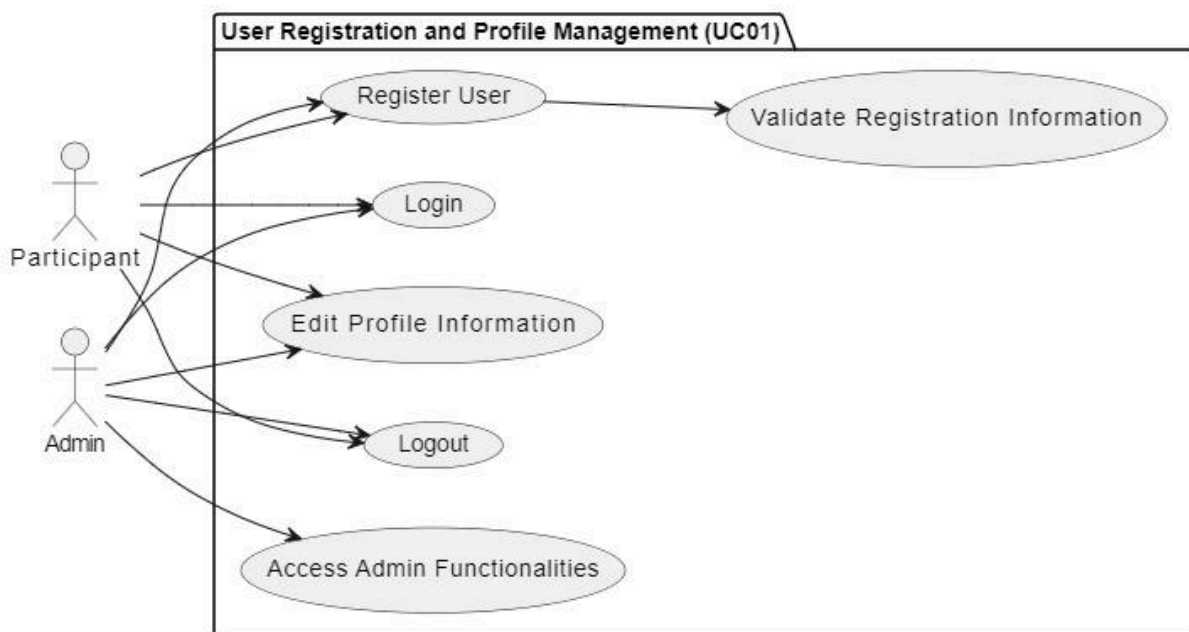 User Registration and Profile Management (UC01)
Register User
Validate Registration Information
Login
Participant
Edit Profile Information
Admin
Logout
Access Admin Functionalities